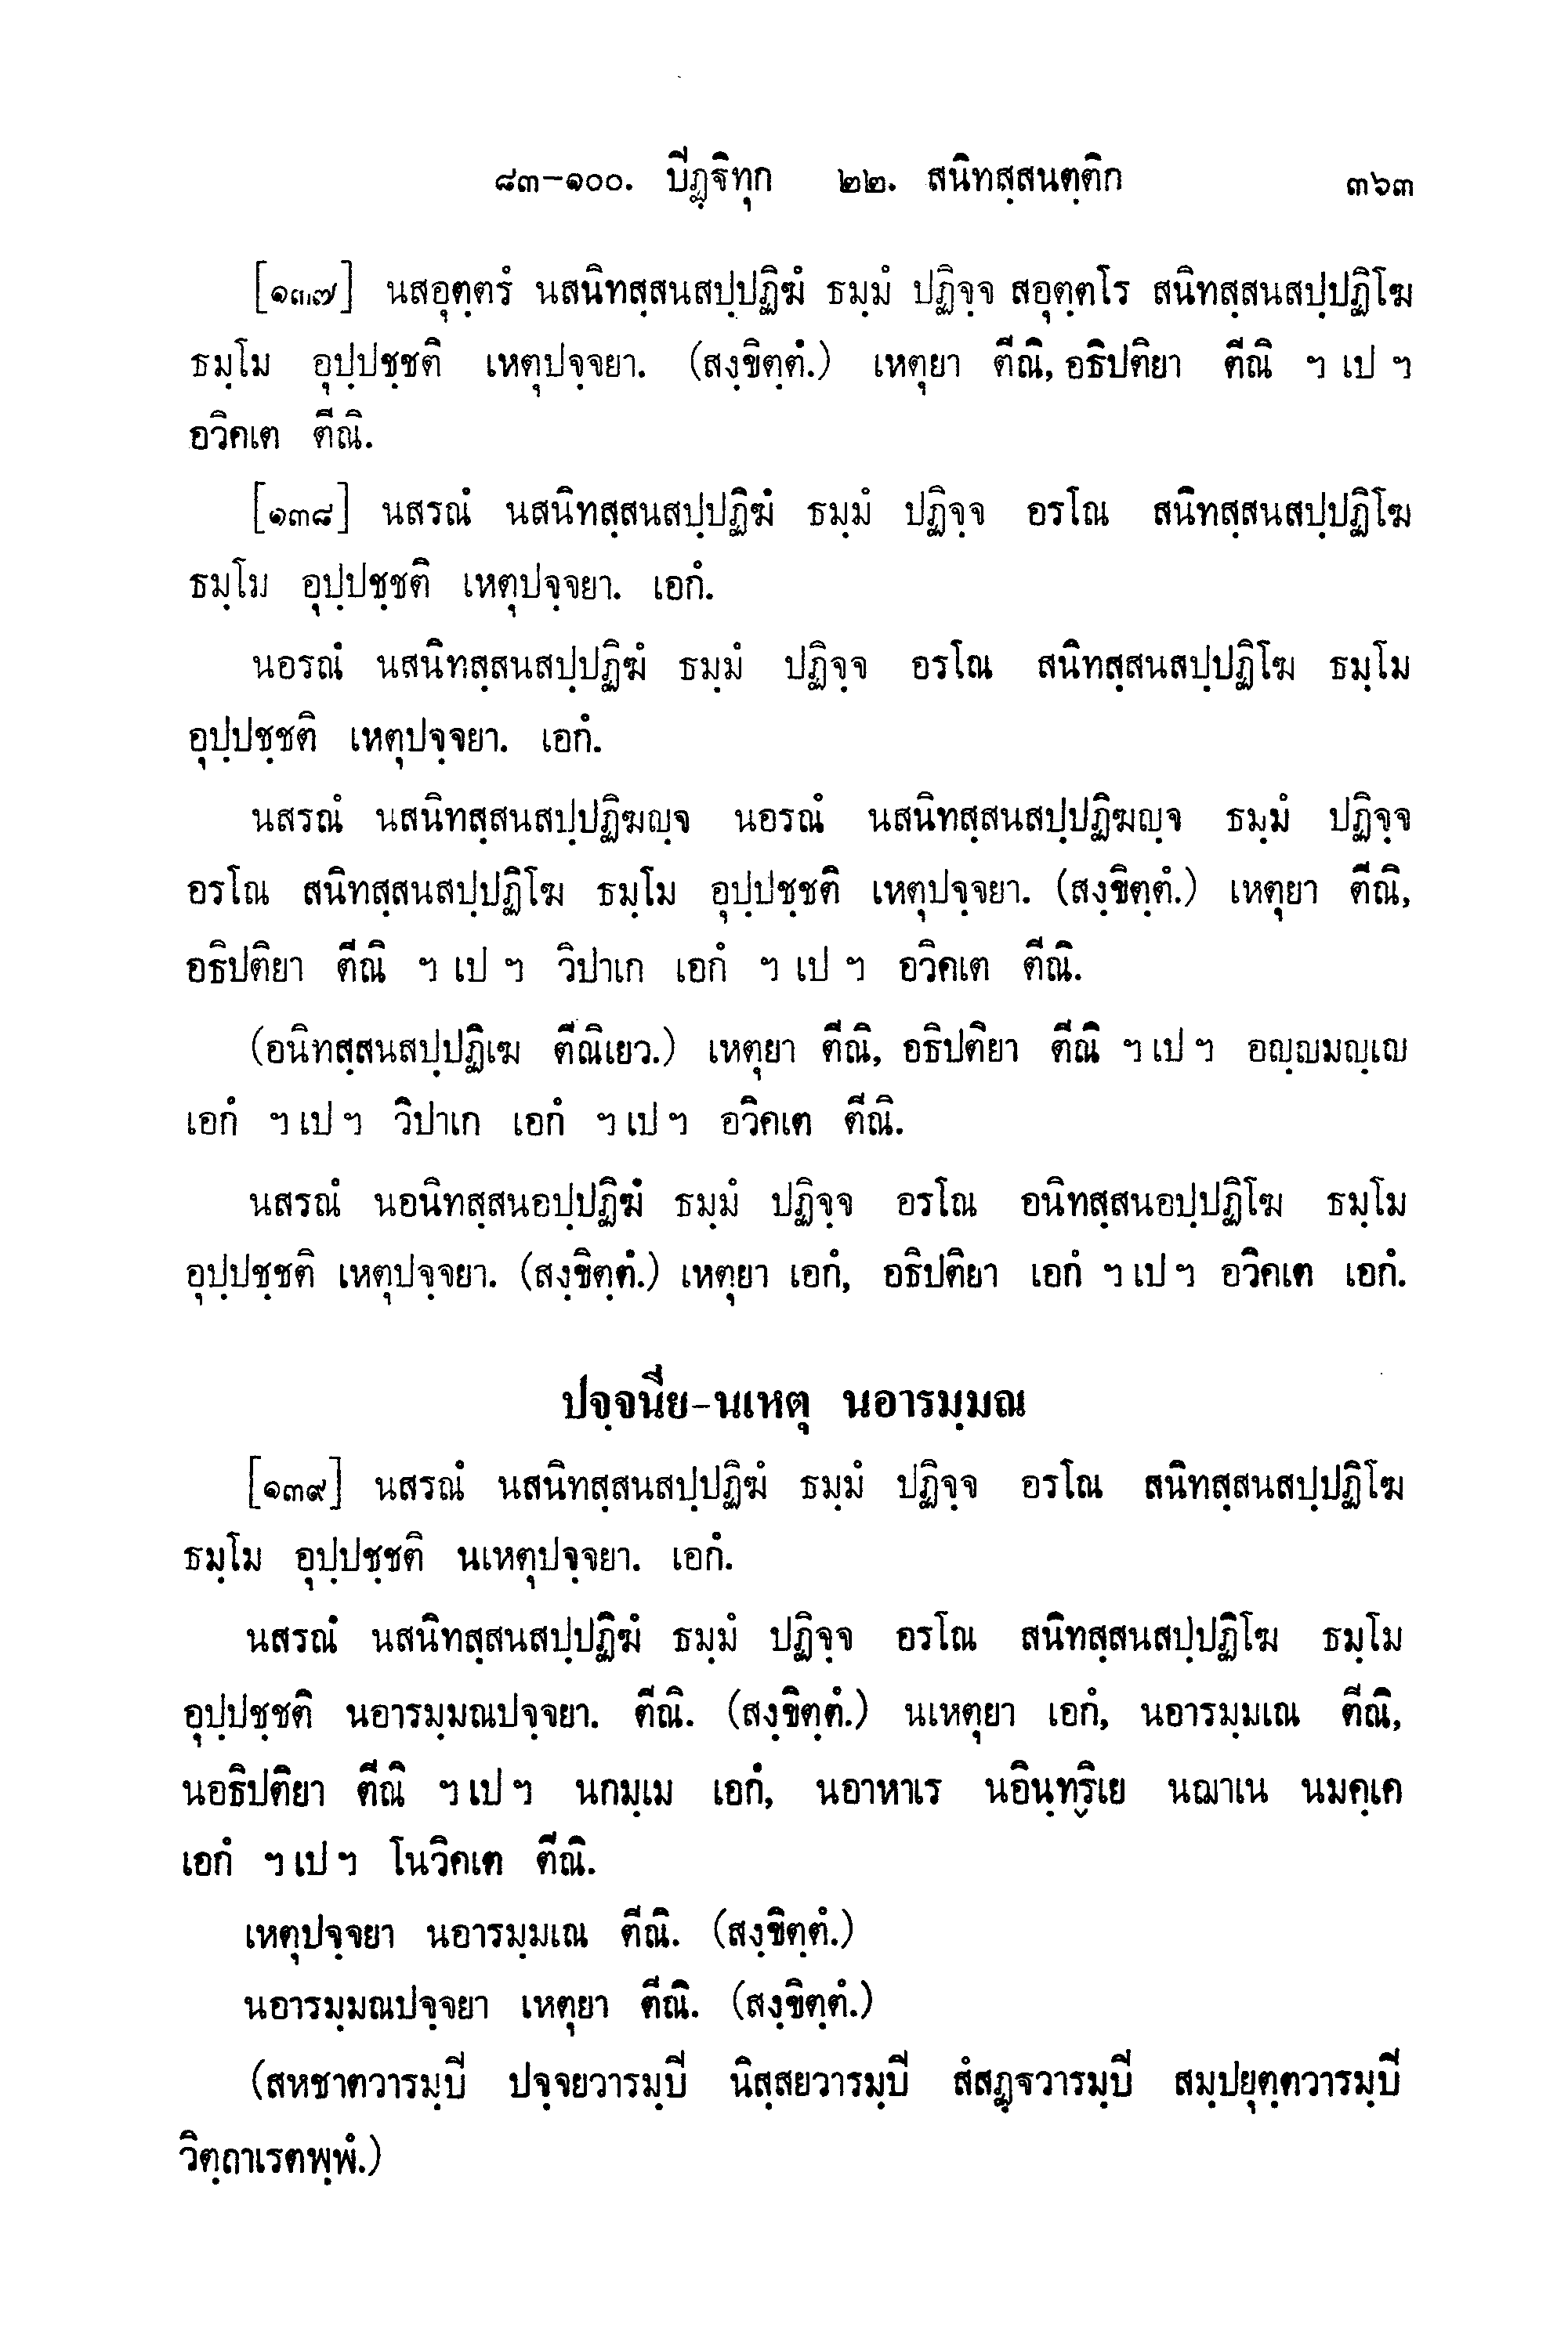 ๘๓-๑๐๐. ปีฏฺฐิทุก ๒๒. สนิทสฺสนตฺติก ๓๖๓
[๑๓๗] นสอุตฺตรํ นสนิทสฺสนสปฺปฏิฆํ ธมฺมํ ปฏิจฺจ สอุตฺตโร สนิทสฺสนสปฺปฏิโฆ
ธมฺโม อุปฺปชฺชติ เหตุปจฺจยา. (สงฺขิตฺตํ.) เหตุยา ตีณิ, อธิปติยา ตีณิ ฯ เป ฯ
อวิคเต ตีณิ.
[๑๓๘] นสรณํ นสนิทสฺสนสปฺปฏิฆํ ธมฺมํ ปฏิจฺจ อรโณ สนิทสฺสนสปฺปฏิโฆ
ธมฺโม อุปฺปชฺชติ เหตุปจฺจยา. เอกํ.
นอรณํ นสนิทสฺสนสปฺปฏิฆํ ธมฺมํ ปฏิจฺจ อรโณ สนิทสฺสนสปฺปฏิโฆ ธมฺโม
อุปฺปชฺชติ เหตุปจฺจยา. เอกํ.
นสรณํ นสนิทสฺสนสปฺปฏิฆญฺจ นอรณํ นสนิทสฺสนสปฺปฏิฆญฺจ ธมฺมํ ปฏิจฺจ
อรโณ สนิทสฺสนสปฺปฏิโฆ ธมฺโม อุปฺปชฺชติ เหตุปจฺจยา. (สงฺขิตฺตํ.) เหตุยา ตีณิ,
อธิปติยา ตีณิ ฯ เป ฯ วิปาเก เอกํ ฯ เป ฯ อวิคเต ตีณิ.
(อนิทสฺสนสปฺปฏิเฆ ตีณิเยว.) เหตุยา ตีณิ, อธิปติยา ตีณิ ฯ เป ฯ อญฺญมญฺเญ
เอกํ ฯ เป ฯ วิปาเก เอกํ ฯ เป ฯ อวิคเต ตีณิ.
นสรณํ นอนิทสฺสนอปฺปฏิฆํ ธมฺมํ ปฏิจฺจ อรโณ อนิทสฺสนอปฺปฏิโฆ ธมฺโม
อุปฺปชฺชติ เหตุปจฺจยา. (สงฺขิตฺตํ.) เหตุยา เอกํ, อธิปติยา เอกํ ฯ เป ฯ อวิคเต เอกํ.
ปจฺจนีย-นเหตุ นอารมฺมณ
[๑๓๙] นสรณํ นสนิทสฺสนสปฺปฏิฆํ ธมฺมํ ปฏิจฺจ อรโณ สนิทสฺสนสปฺปฏิโฆ
ธมฺโม อุปฺปชฺชติ นเหตุปจฺจยา. เอกํ.
นสรณํ นสนิทสฺสนสปฺปฏิฆํ ธมฺมํ ปฏิจฺจ อรโณ สนิทสฺสนสปฺปฏิโฆ ธมฺโม
อุปฺปชฺชติ นอารมฺมณปจฺจยา. ตีณิ. (สงฺขิตฺตํ.) นเหตุยา เอกํ, นอารมฺมเณ ตีณิ,
นอธิปติยา ตีณิ ฯ เป ฯ นกมฺเม เอกํ, นอาหาเร นอินฺทฺริเย นฌาเน นมคฺเค
เอกํ ฯ เป ฯ โนวิคเต ตีณิ.
เหตุปจฺจยา นอารมฺมเณ ตีณิ. (สงฺขิตฺตํ.)
นอารมฺมณปจฺจยา เหตุยา ตีณิ. (สงฺขิตฺตํ.)
(สหชาตวารมฺปี ปจฺจยวารมฺปี นิสฺสยวารมฺปี สํสฏฺฐวารมฺปี สมฺปยุตฺตวารมฺปี
วิตฺถาเรตพฺพํ.)